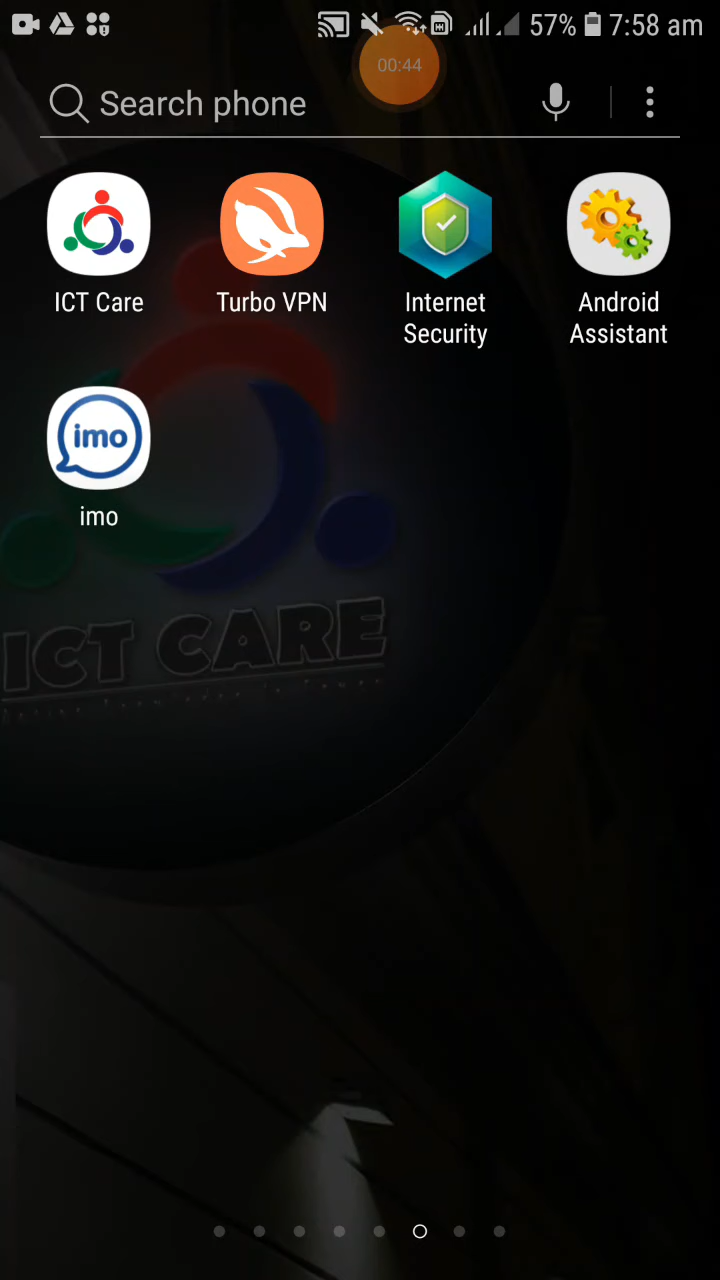 57% 7:58 am
00:44
Search phone
ICT Care
Turbo VPN
Internet
Security
Android
Assistant
imo
imo
ICT CARE